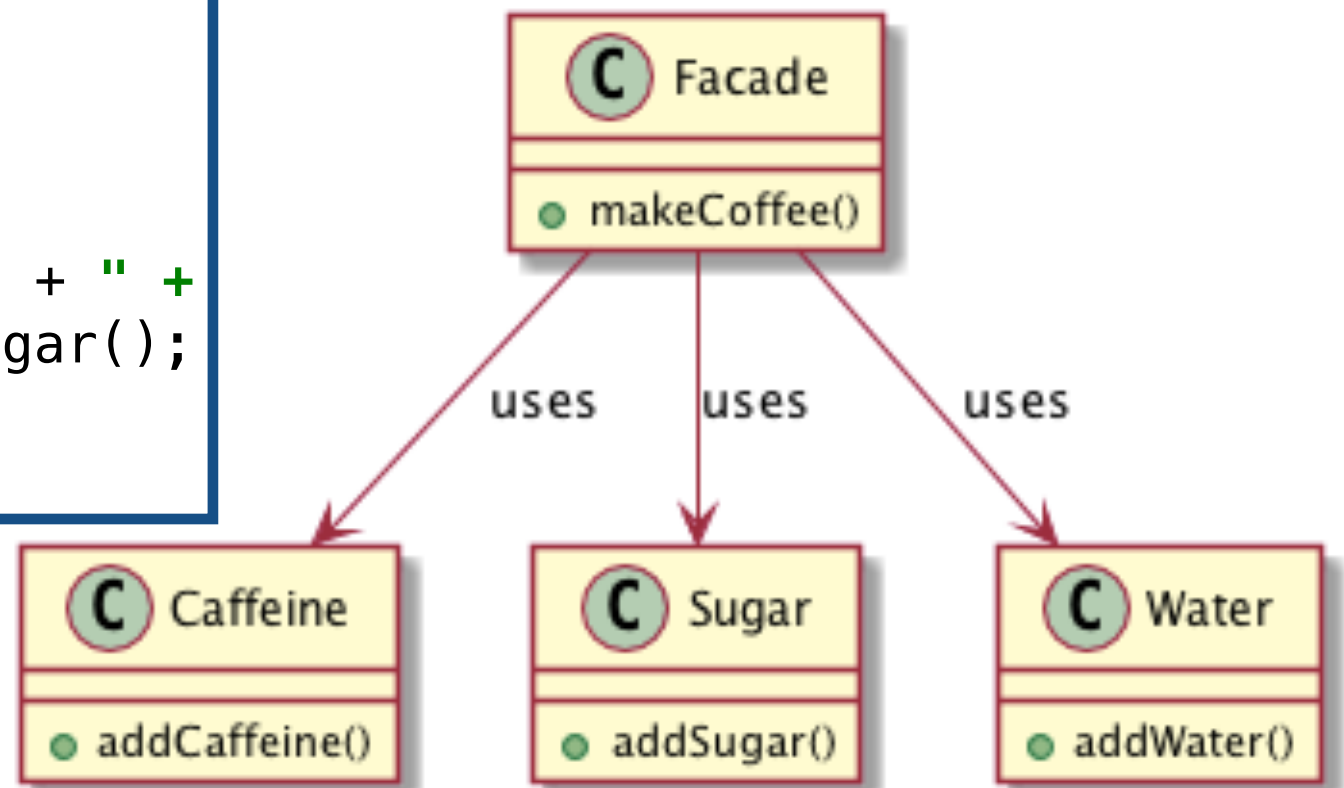 C Facade
makeCoffee()
+ " +
gar();
uses uses uses
C Caffeine
addCaffeine()
C Sugar
addSugar()
C Water
addWater()